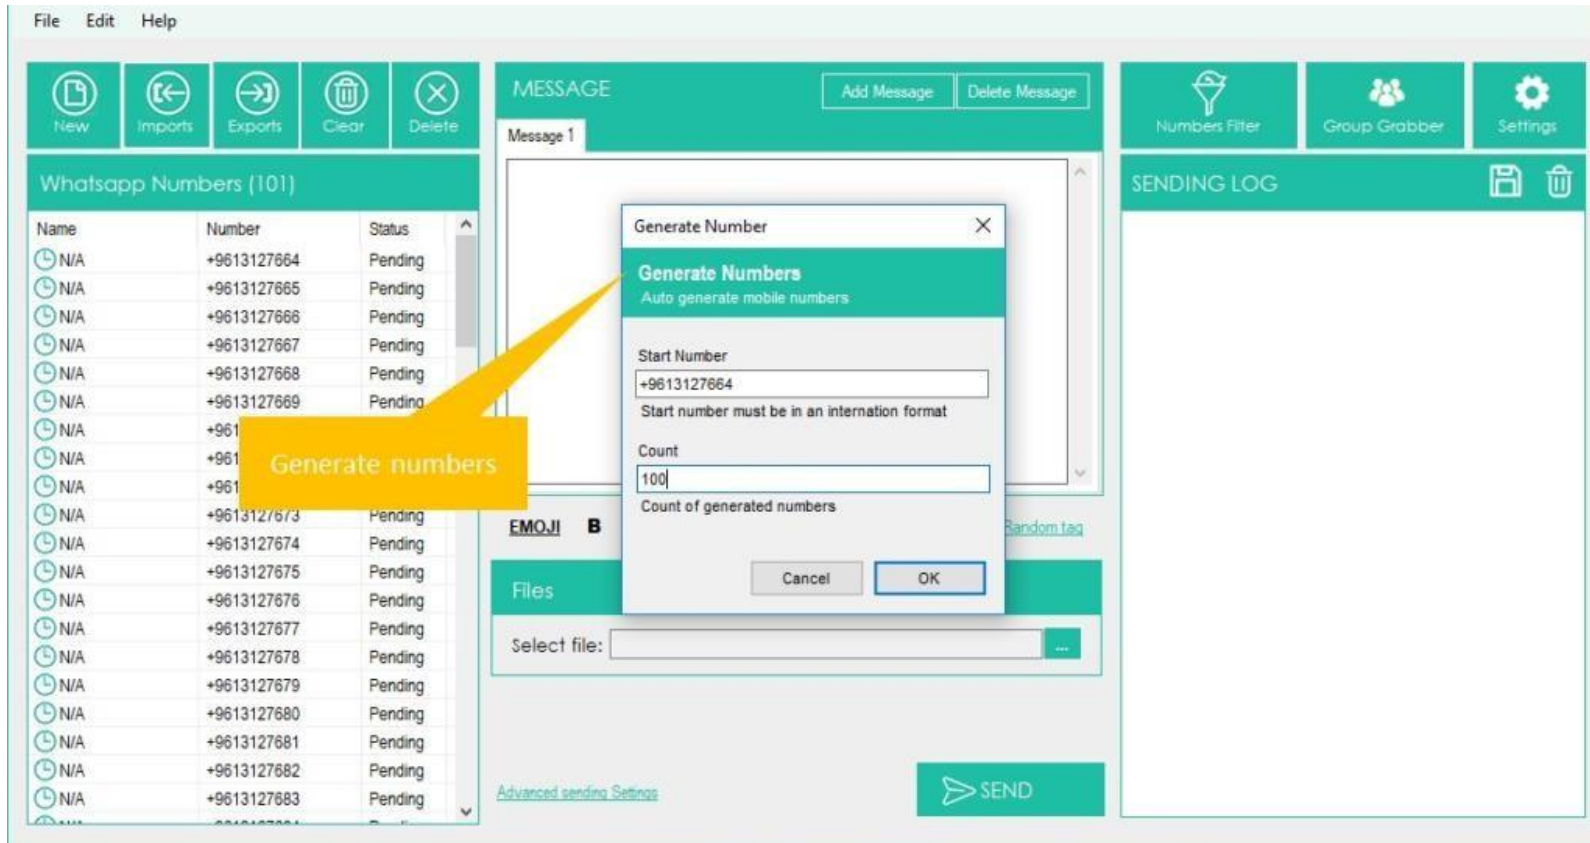 File Edit Help
New Imports Exports Clear Delete
Whatsapp Numbers (101)
Name Number Status
N/A +9613127664 Pending
N/A +9613127665 Pending
N/A +9613127666 Pending
N/A +9613127667 Pending
N/A +9613127668 Pending
N/A +9613127669 Pending
N/A +961
N/A +961
N/A +961
N/A +9613127673 Pending
N/A +9613127674 Pending
N/A +9613127675 Pending
N/A +9613127676 Pending
N/A +9613127677 Pending
N/A +9613127678 Pending
N/A +9613127679 Pending
N/A +9613127680 Pending
N/A +9613127681 Pending
N/A +9613127682 Pending
N/A +9613127683 Pending
Generate numbers
MESSAGE Add Message Delete Message
Message 1
Generate Number
Generate Numbers
Auto generate mobile numbers
Start Number
+9613127664
Start number must be in an internation format
Count
100
Count of generated numbers
Cancel OK
EMOJI B Random tag
Files
Select file: ...
Advanced sending Settings
SEND
Numbers Filter Group Grabber Settings
SENDING LOG